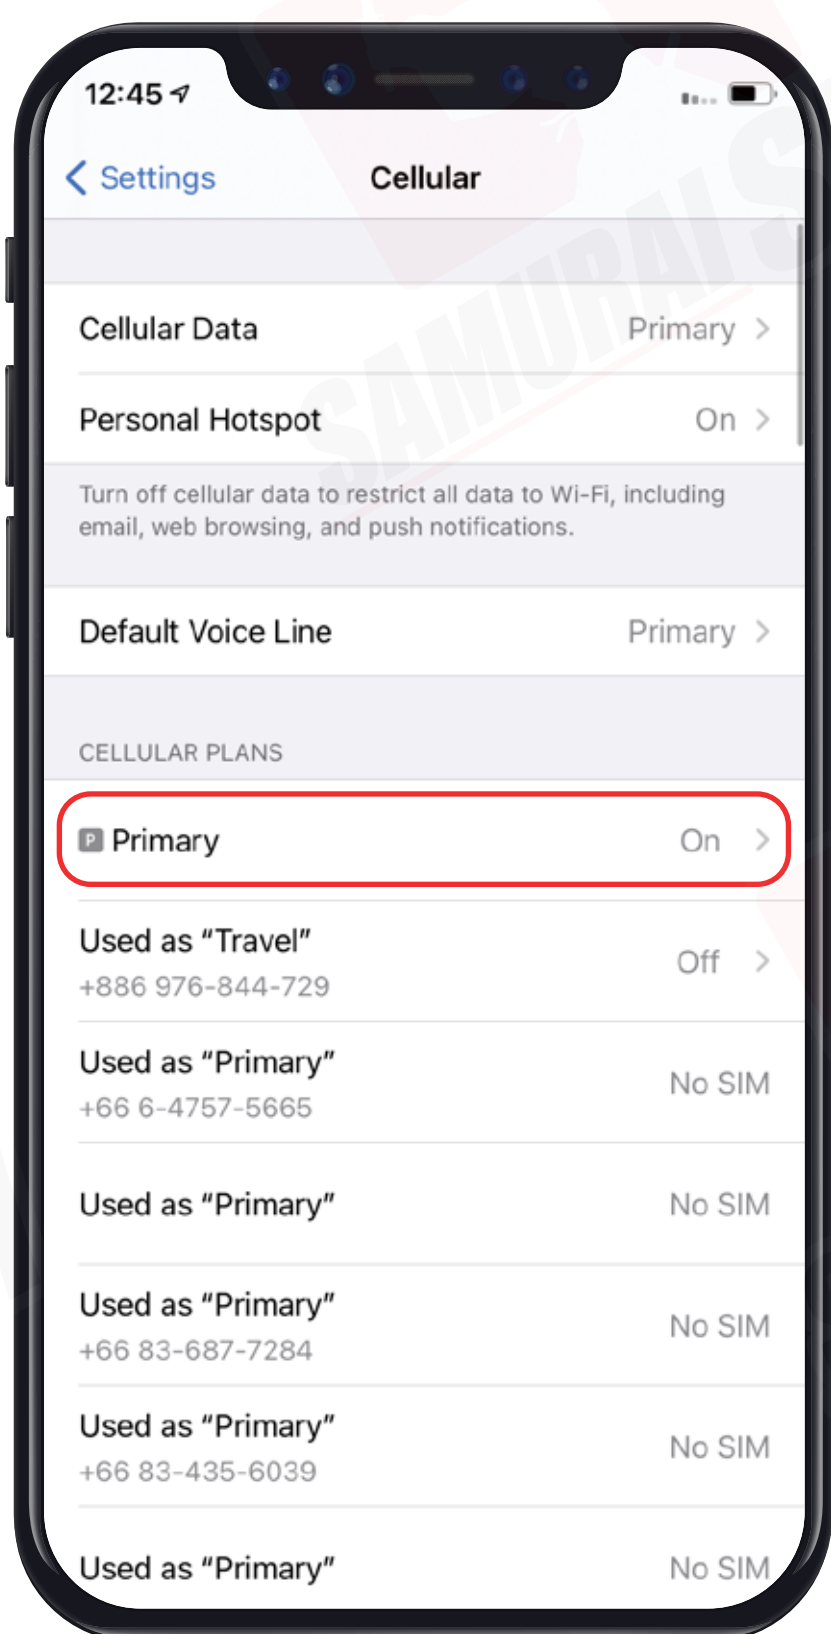 12:45
Settings
Cellular
Cellular Data
Primary
Personal Hotspot
On
Turn off cellular data to restrict all data to Wi-Fi, including
email, web browsing, and push notifications.
Default Voice Line
Primary
CELLULAR PLANS
P Primary
On
Used as “Travel”
+886 976-844-729
Off
Used as “Primary”
+66 6-4757-5665
No SIM
Used as “Primary”
No SIM
Used as “Primary”
+66 83-687-7284
No SIM
Used as “Primary”
+66 83-435-6039
No SIM
Used as “Primary”
No SIM
SAMURAI S